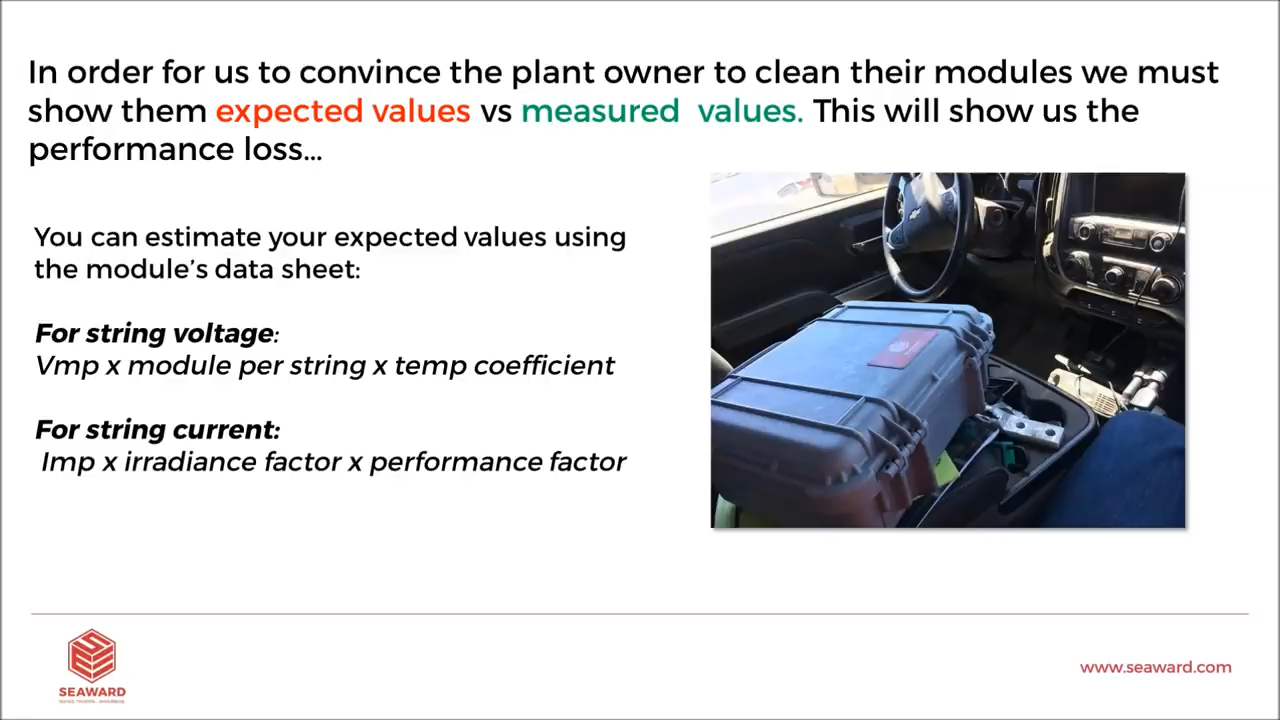 In order for us to convince the plant owner to clean their modules we must
show them expected values vs measured values. This will show us the
performance loss...
You can estimate your expected values using
the module's data sheet:
For string voltage:
Vmp x module per string x temp coefficient
For string current:
Imp x irradiance factor x performance factor
SEAWARD
www.seaward.com